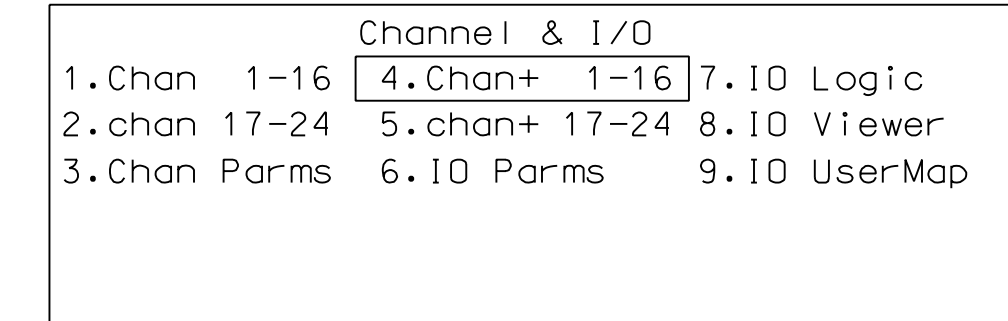 Channel & I/O
1.Chan 1-16 4.Chan+ 1-16 7.IO Logic
2.chan 17-24 5.chan+ 17-24 8.IO Viewer
3.Chan Parms 6.IO Parms 9.IO UserMap